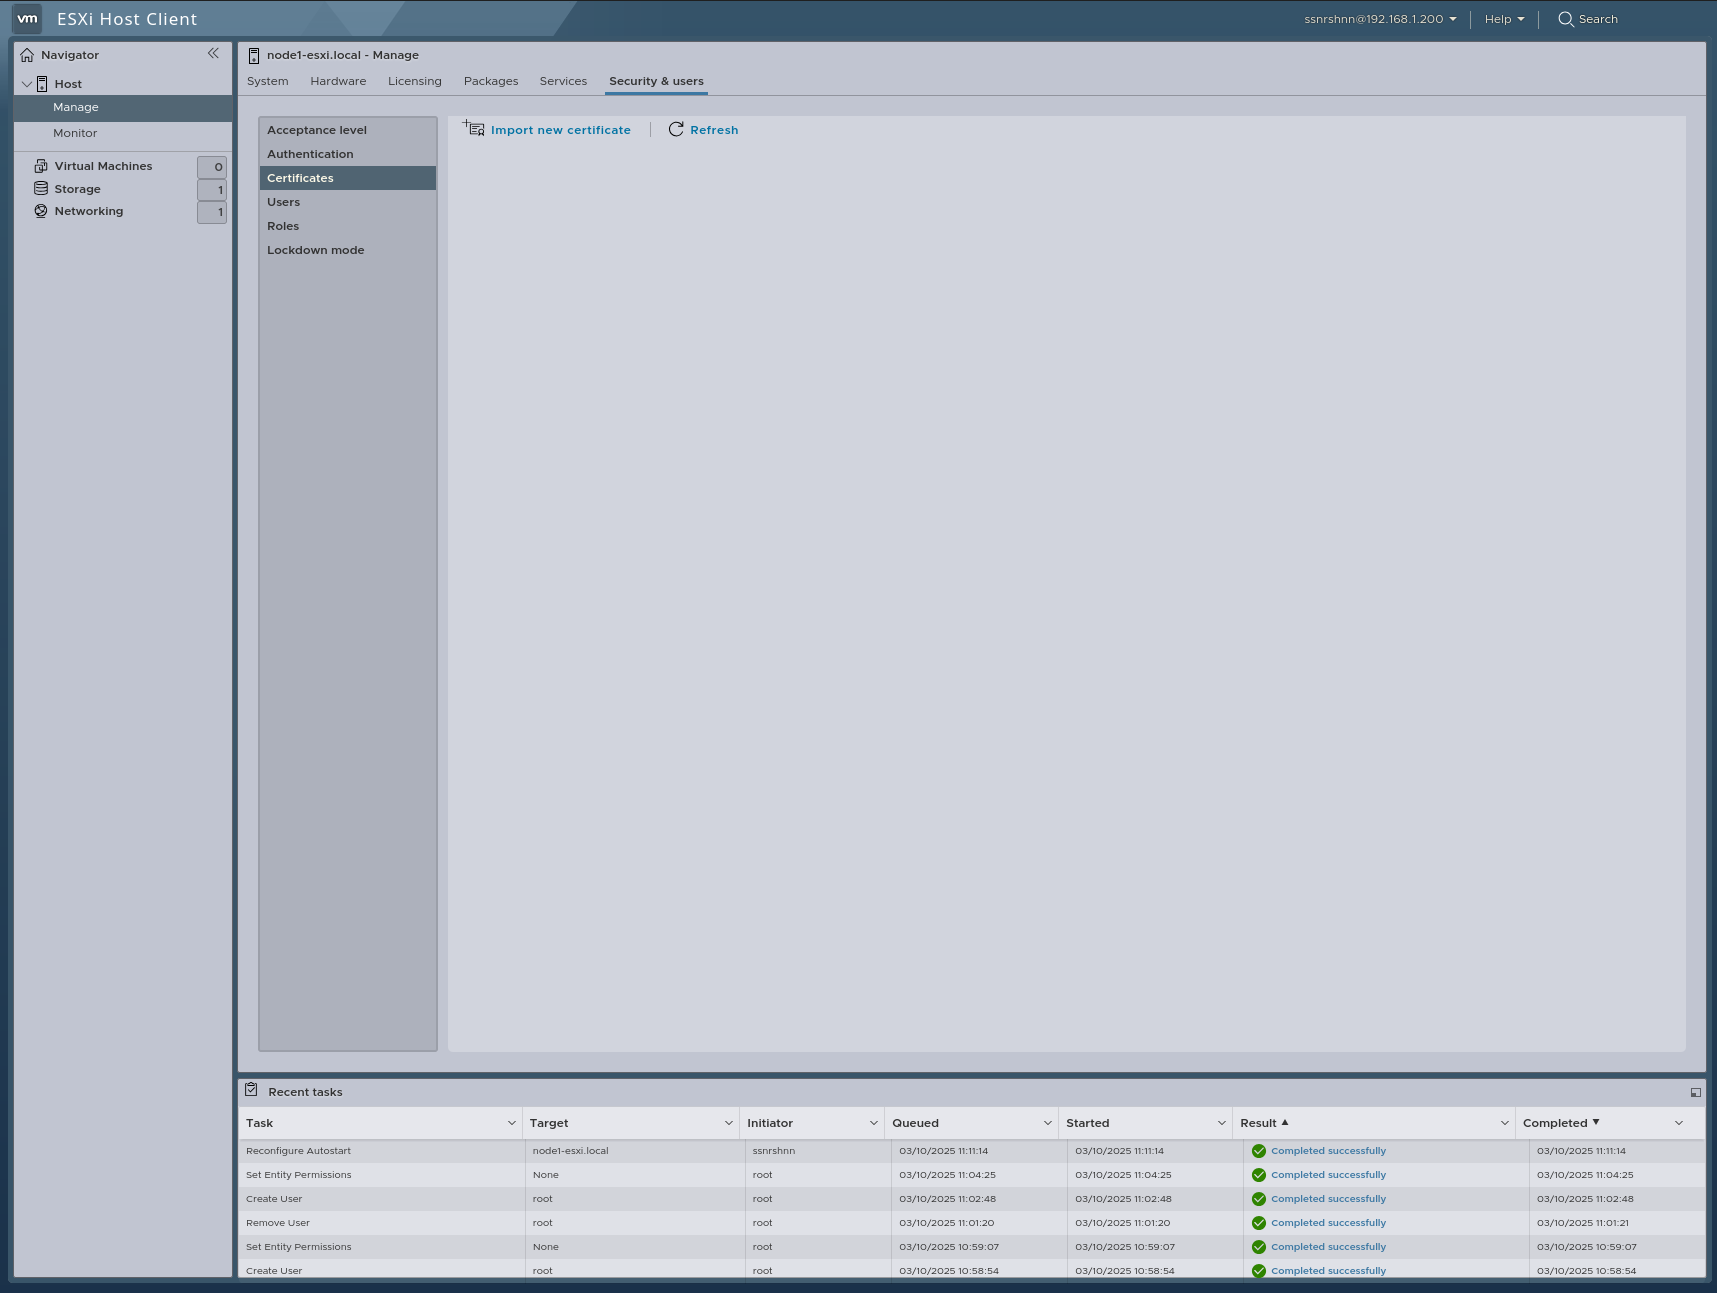 vm ESXi Host Client ssnrshnn@192.168.1.200 Help Search
Navigator
Host
Manage
Monitor
Virtual Machines 0
Storage 1
Networking 1
node1-esxi.local - Manage
System Hardware Licensing Packages Services Security & users
Acceptance level
Authentication
Certificates
Users
Roles
Lockdown mode
Import new certificate Refresh
Recent tasks
Task Target Initiator Queued Started Result Completed
Reconfigure Autostart node1-esxi.local ssnrshnn 03/10/2025 11:11:14 03/10/2025 11:11:14 Completed successfully 03/10/2025 11:11:14
Set Entity Permissions None root 03/10/2025 11:04:25 03/10/2025 11:04:25 Completed successfully 03/10/2025 11:04:25
Create User root root 03/10/2025 11:02:48 03/10/2025 11:02:48 Completed successfully 03/10/2025 11:02:48
Remove User root root 03/10/2025 11:01:20 03/10/2025 11:01:20 Completed successfully 03/10/2025 11:01:21
Set Entity Permissions None root 03/10/2025 10:59:07 03/10/2025 10:59:07 Completed successfully 03/10/2025 10:59:07
Create User root root 03/10/2025 10:58:54 03/10/2025 10:58:54 Completed successfully 03/10/2025 10:58:54